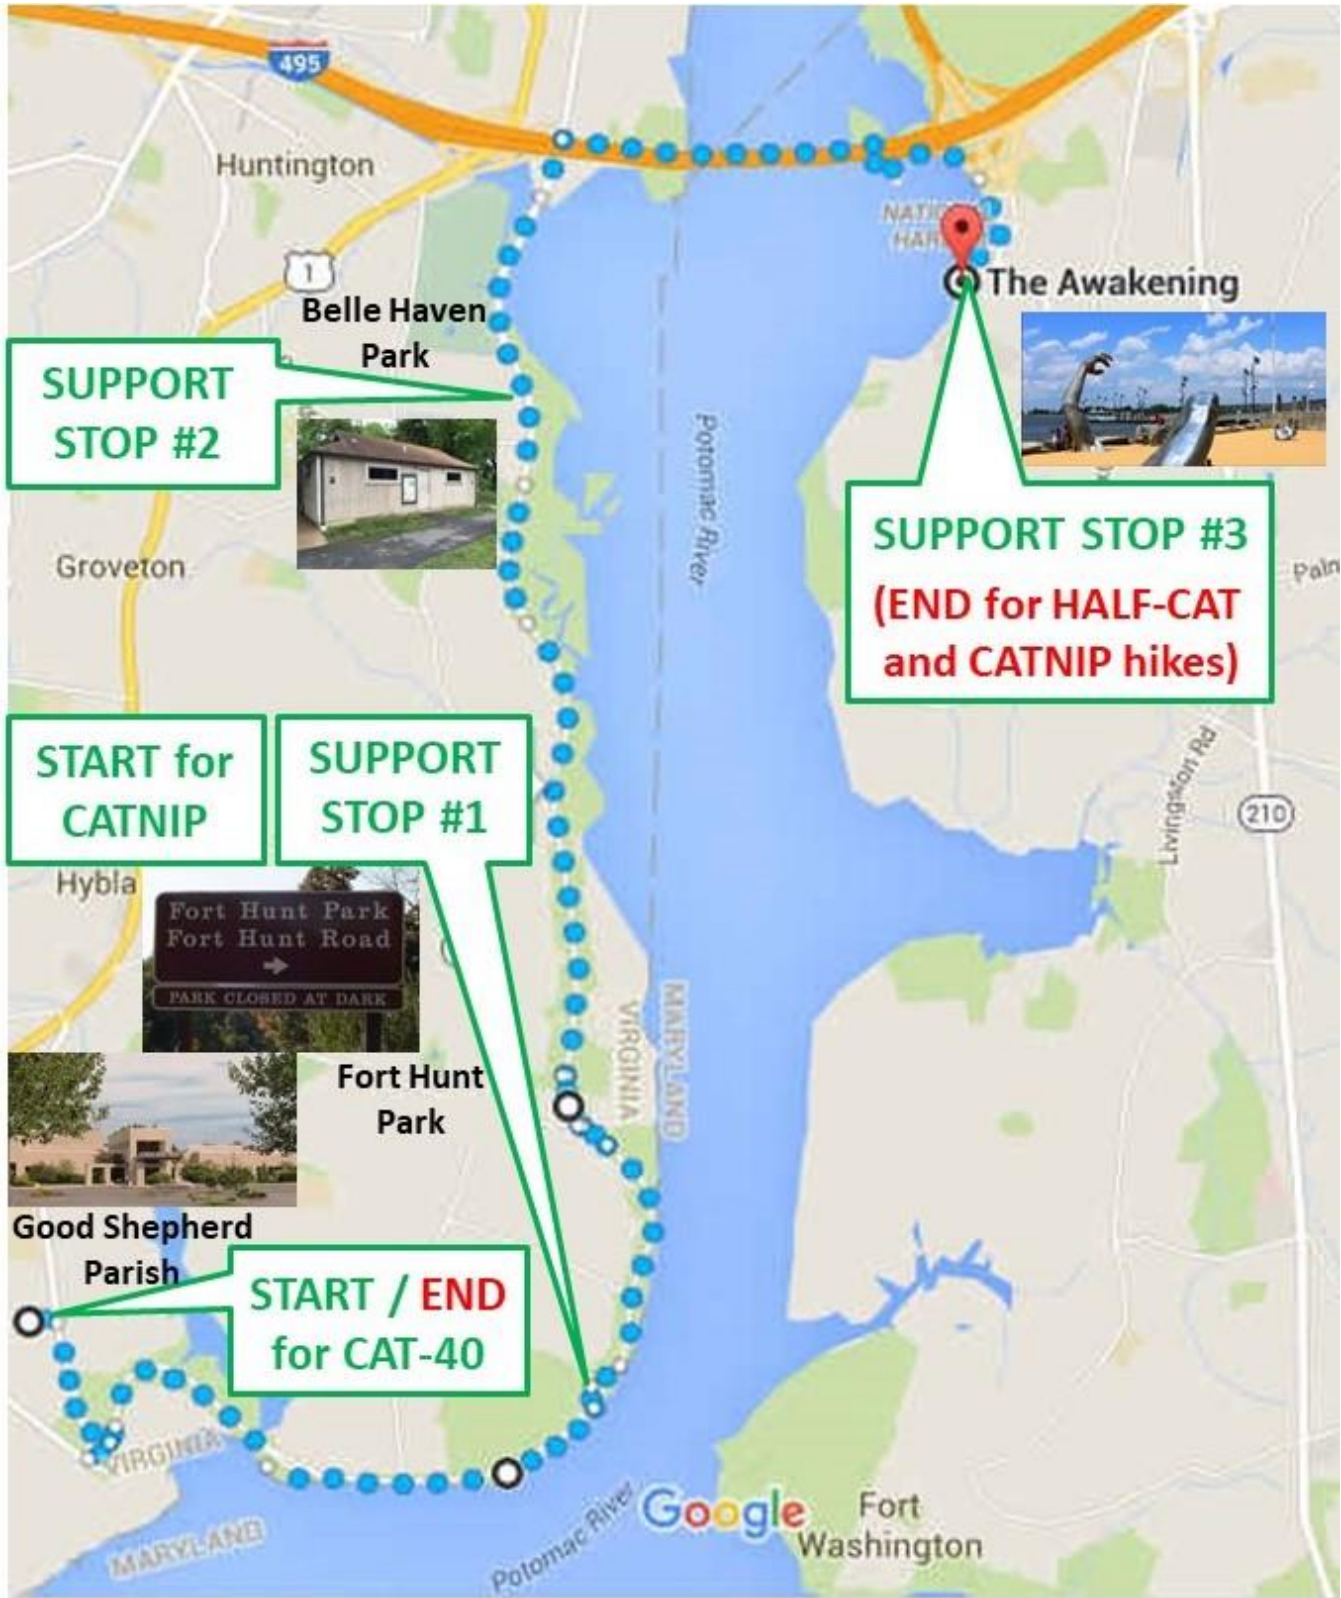 495
Huntington
NATIONAL
1
The Awakening
Belle Haven
Park
SUPPORT
STOP #2
Potomac River
SUPPORT STOP #3
(END for HALF-CAT
and CATNIP hikes)
Groveton
START for
CATNIP
SUPPORT
STOP #1
Livingston Rd
210
Hybla
Fort Hunt Park
Fort Hunt Road
PARK CLOSED AT DARK
VIRGINIA
MARYLAND
Fort Hunt
Park
Good Shepherd
Parish
START / END
for CAT-40
VIRGINIA
MARYLAND
Potomac River
Google
Fort
Washington